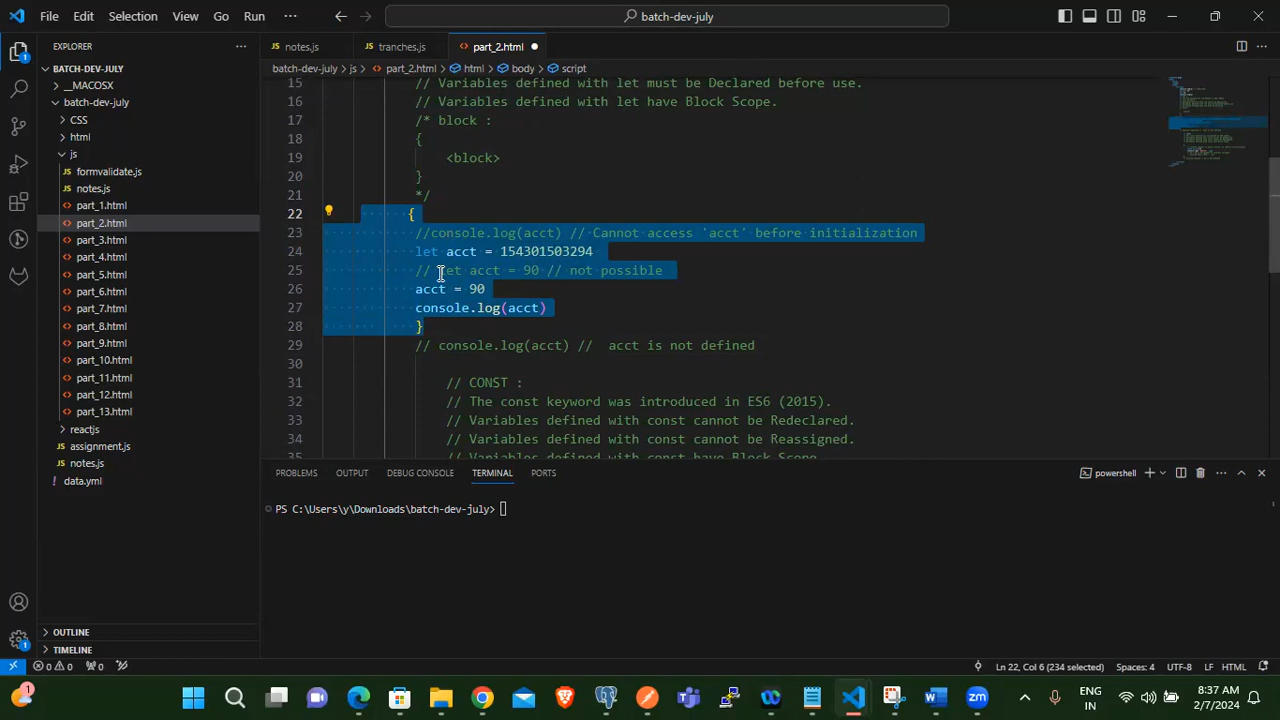 File Edit Selection View Go Run ··· batch-dev-july
EXPLORER ···
notes.js tranches.js part_2.html
batch-dev-july > js > part_2.html > html > body > script
BATCH-DEV-JULY
__MACOSX
batch-dev-july
CSS
html
js
formvalidate.js
notes.js
part_1.html
part_2.html
part_3.html
part_4.html
part_5.html
part_6.html
part_7.html
part_8.html
part_9.html
part_10.html
part_11.html
part_12.html
part_13.html
reactjs
assignment.js
notes.js
data.yml
OUTLINE
TIMELINE
15 // Variables defined with let must be Declared before use.
16 // Variables defined with let have Block Scope.
17 /* block :
18 {
19 <block>
20 }
21 */
22 {
23 //console.log(acct) // Cannot access 'acct' before initialization
24 let acct = 154301503294
25 // let acct = 90 // not possible
26 acct = 90
27 console.log(acct)
28 }
29 // console.log(acct) // acct is not defined
30
31 // CONST :
32 // The const keyword was introduced in ES6 (2015).
33 // Variables defined with const cannot be Redeclared.
34 // Variables defined with const cannot be Reassigned.
35 // Variables defined with const have Block Scope
PROBLEMS OUTPUT DEBUG CONSOLE TERMINAL PORTS powershell
PS C:\Users\y\Downloads\batch-dev-july>
0 0 0 Ln 22, Col 6 (234 selected) Spaces: 4 UTF-8 LF HTML
ENG 8:37 AM
IN 2/7/2024